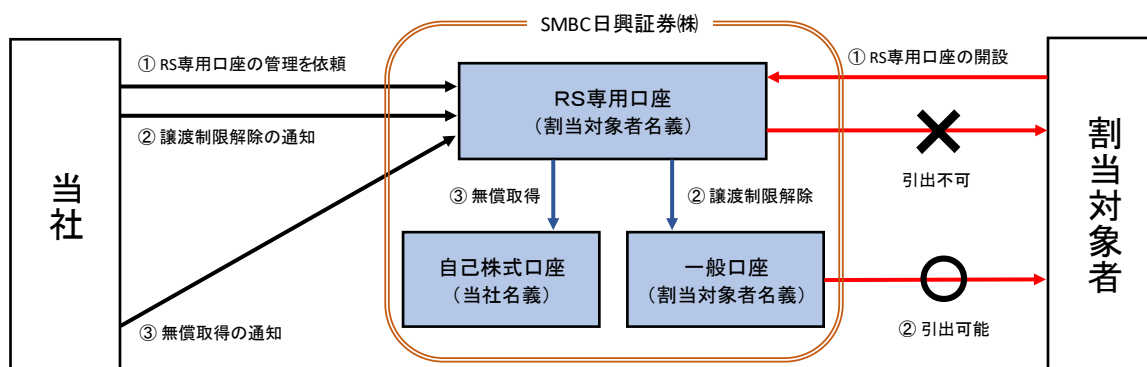 SMBC日興証券㈱
① RS専用口座の管理を依頼
② 譲渡制限解除の通知
③ 無償取得の通知
当社
RS専用口座
(割当対象者名義)
③ 無償取得
② 譲渡制限解除
自己株式口座
(当社名義)
一般口座
(割当対象者名義)
① RS専用口座の開設
引出不可
② 引出可能
割当対象者